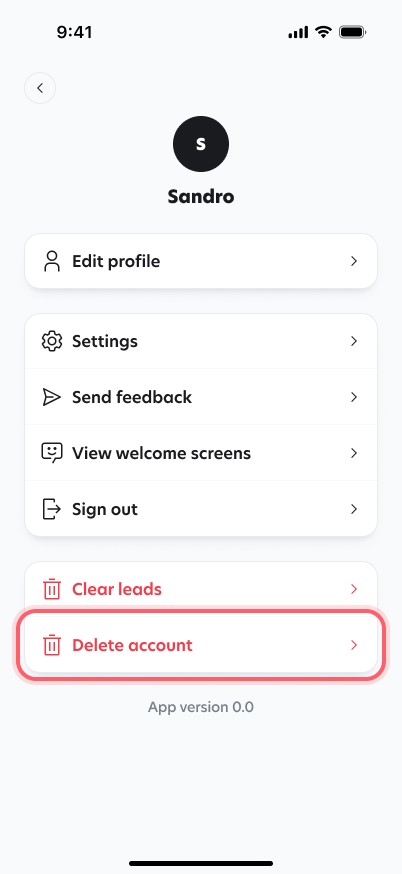 9:41
S
Sandro
Edit profile
Settings
Send feedback
View welcome screens
Sign out
Clear leads
Delete account
App version 0.0